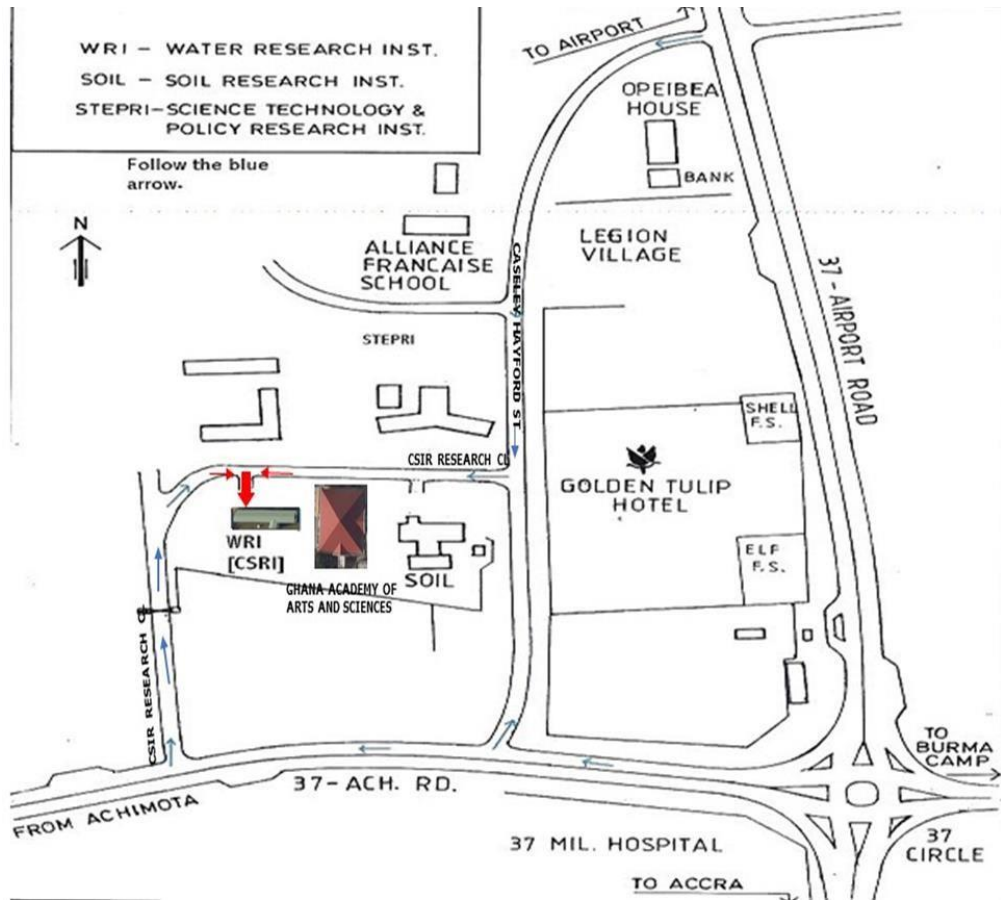 WRI – WATER RESEARCH INST.
SOIL – SOIL RESEARCH INST.
STEPRI–SCIENCE TECHNOLOGY &
POLICY RESEARCH INST.
Follow the blue
arrow.
N
TO AIRPORT
OPEIBEA
HOUSE
BANK
ALLIANCE
FRANCAISE
SCHOOL
LEGION
VILLAGE
CASELEY HAYFORD ST.
37 - AIRPORT ROAD
STEPRI
SHELL
F.S.
CSIR RESEARCH CL
GOLDEN TULIP
HOTEL
WRI
[CSRI]
SOIL
ELF
F.S.
GHANA ACADEMY OF
ARTS AND SCIENCES
CSIR RESEARCH
37-ACH. RD.
FROM ACHIMOTA
TO
BURMA
CAMP
37 MIL. HOSPITAL
37
CIRCLE
TO ACCRA